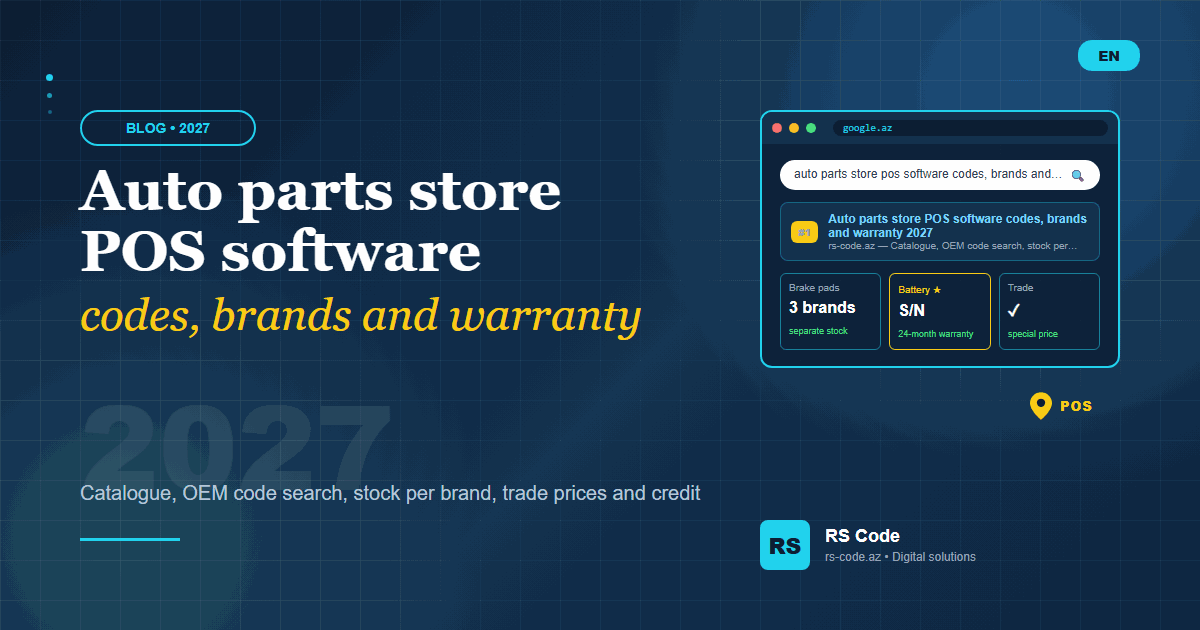 EN
BLOG • 2027
Auto parts store
POS software
codes, brands and warranty
2027
Catalogue, OEM code search, stock per brand, trade prices and credit
google.az
auto parts store pos software codes, brands and...
#1
Auto parts store POS software codes, brands
and warranty 2027
rs-code.az — Catalogue, OEM code search, stock per...
Brake pads
3 brands
separate stock
Battery ★
S/N
24-month warranty
Trade
✓
special price
POS
RS
RS Code
rs-code.az • Digital solutions